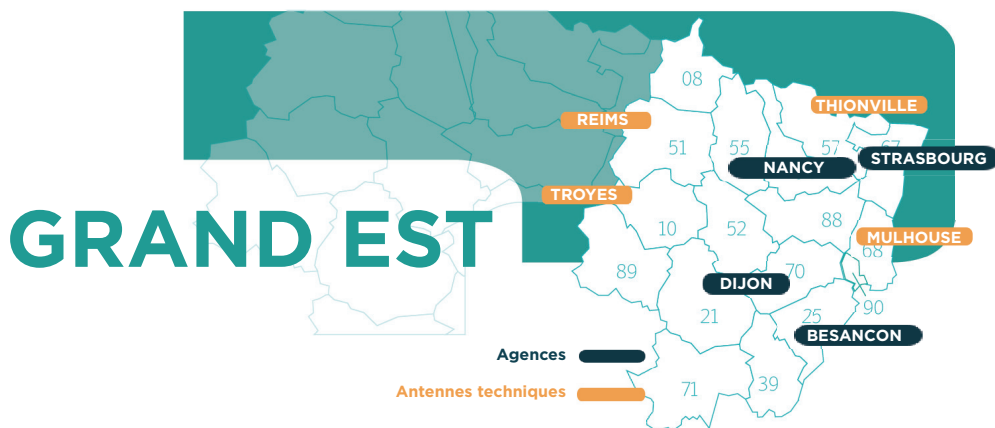 08
THIONVILLE
REIMS
51
55
57
67
NANCY
STRASBOURG
TROYES
10
52
88
GRAND EST
MULHOUSE
68
89
70
DIJON
21
25
90
BESANCON
Agences
39
71
Antennes techniques